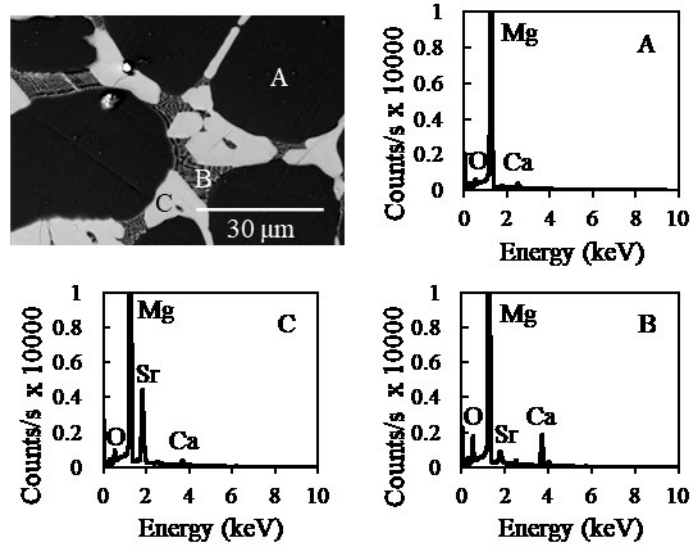 A
B
C
30 µm
Counts/s x 10000
1
0.8
0.6
0.4
0.2
0
Mg
A
O
Ca
0 2 4 6 8 10
Energy (keV)
Counts/s x 10000
1
0.8
0.6
0.4
0.2
0
Mg
C
Sr
O
Ca
0 2 4 6 8 10
Energy (keV)
Counts/s x 10000
1
0.8
0.6
0.4
0.2
0
Mg
B
O
Sr
Ca
0 2 4 6 8 10
Energy (keV)